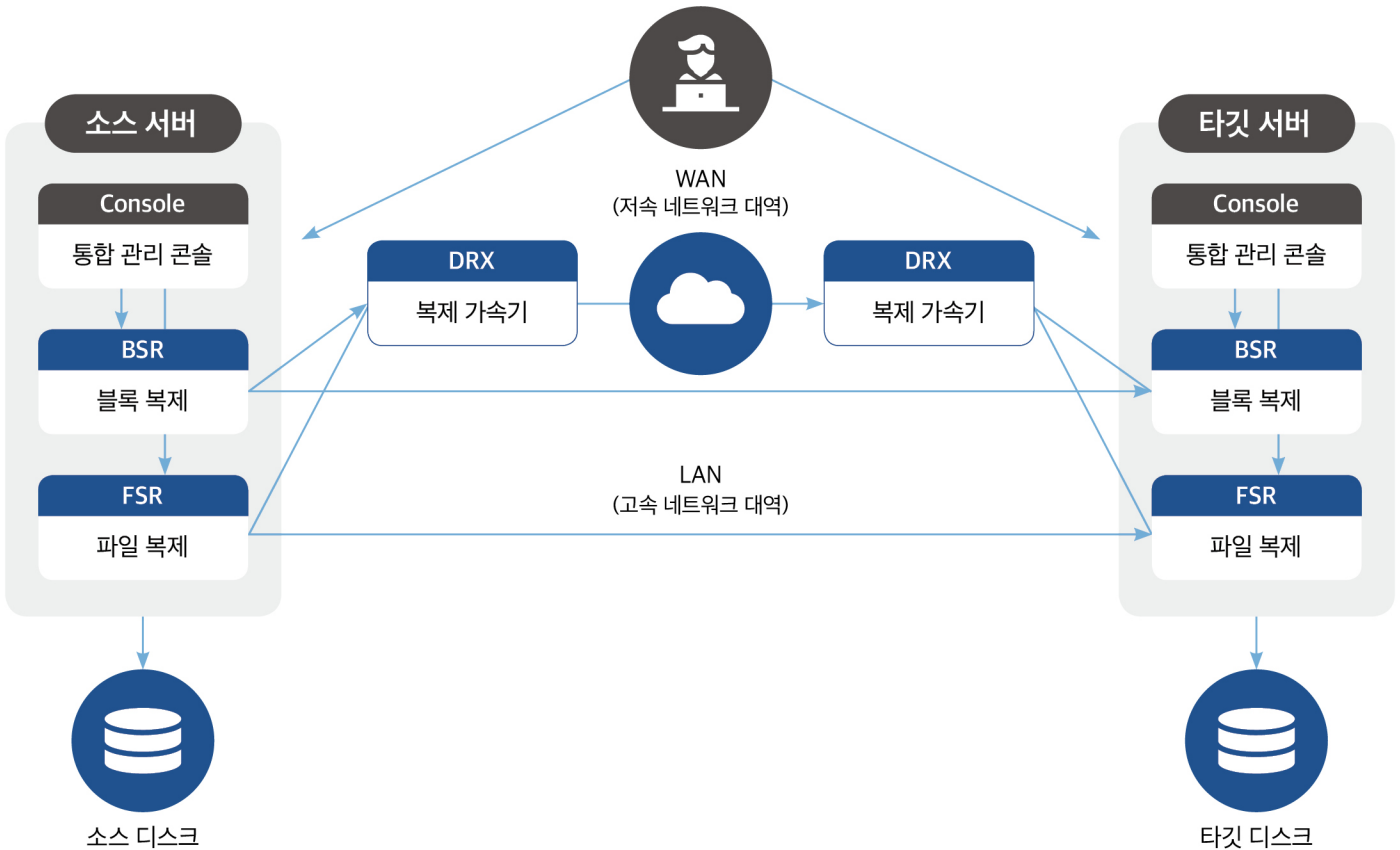 소스 서버
Console
통합 관리 콘솔
BSR
블록 복제
FSR
파일 복제
소스 디스크
DRX
복제 가속기
WAN
(저속 네트워크 대역)
DRX
복제 가속기
LAN
(고속 네트워크 대역)
타깃 서버
Console
통합 관리 콘솔
BSR
블록 복제
FSR
파일 복제
타깃 디스크